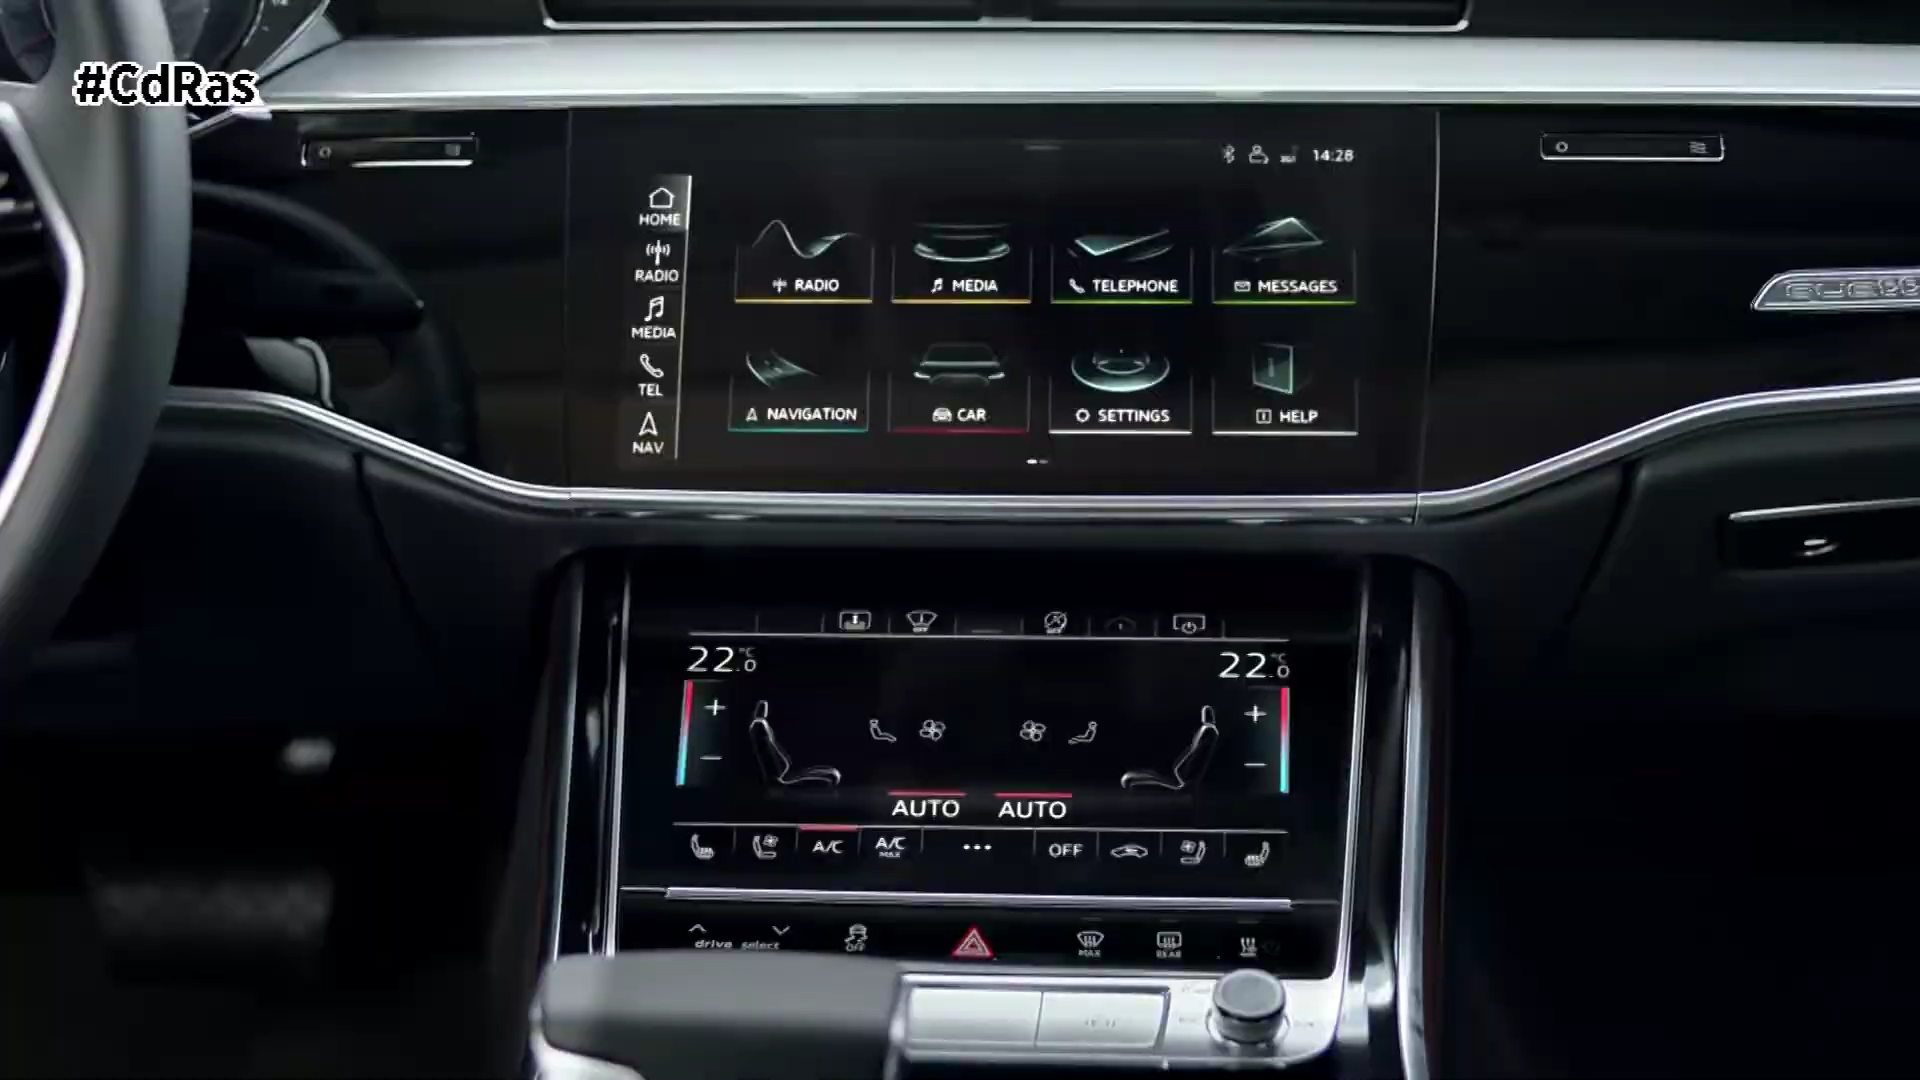 #CdRas
14:28
HOME
RADIO
MEDIA
TEL
NAV
RADIO
MEDIA
TELEPHONE
MESSAGES
NAVIGATION
CAR
SETTINGS
HELP
22.0 °C
22.0 °C
AUTO
AUTO
A/C
A/C MAX
OFF
drive select
OFF
MAX
REAR